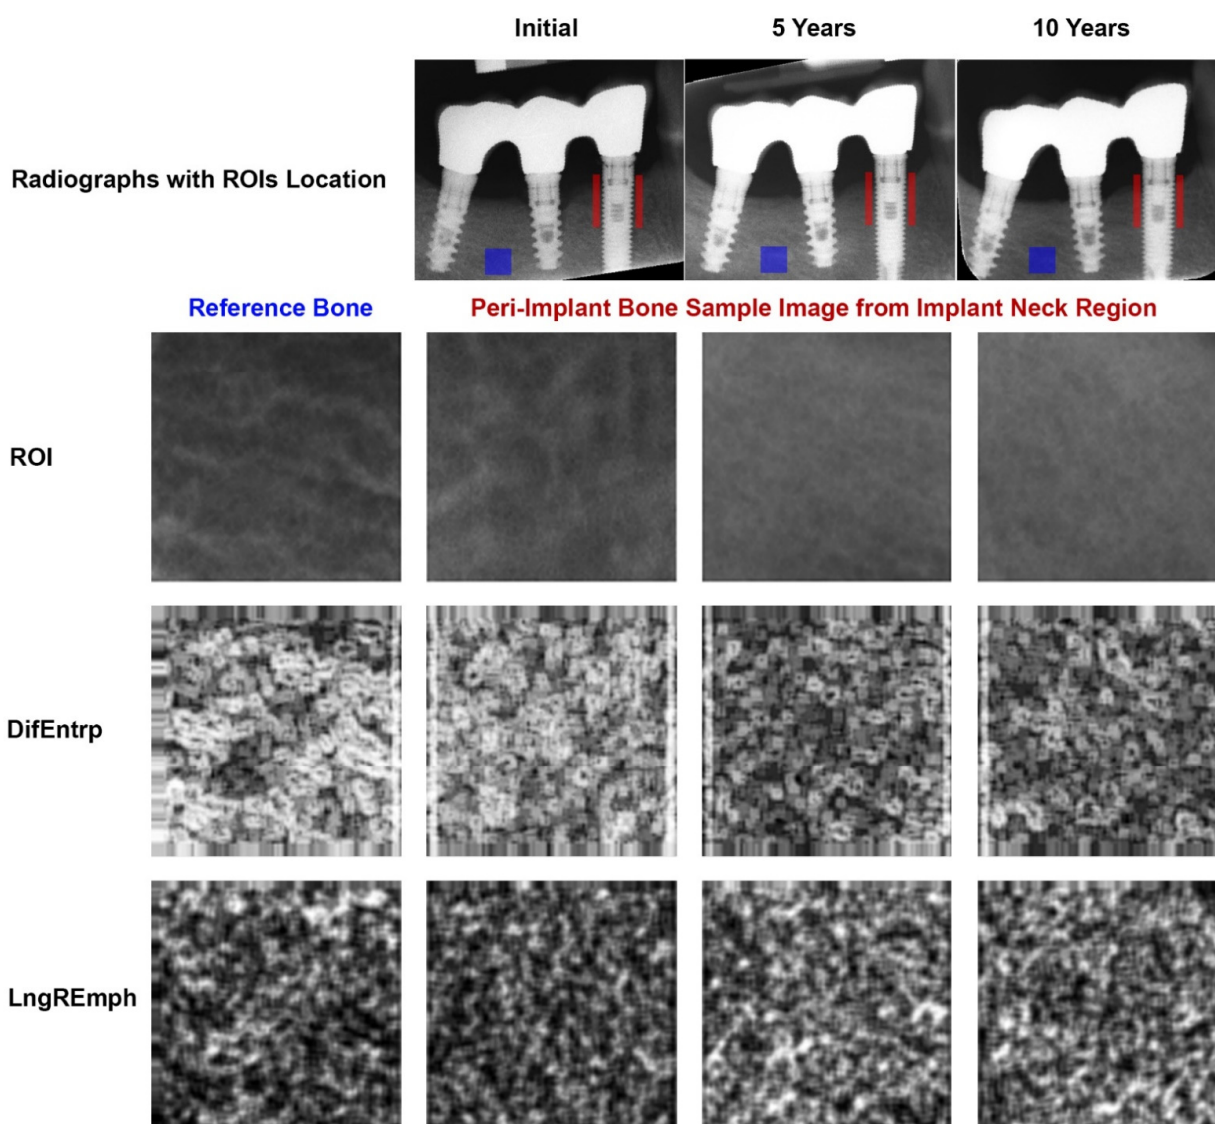 Initial
5 Years
10 Years
Radiographs with ROIs Location
Reference Bone
Peri-Implant Bone Sample Image from Implant Neck Region
ROI
DifEntrp
LngREmph